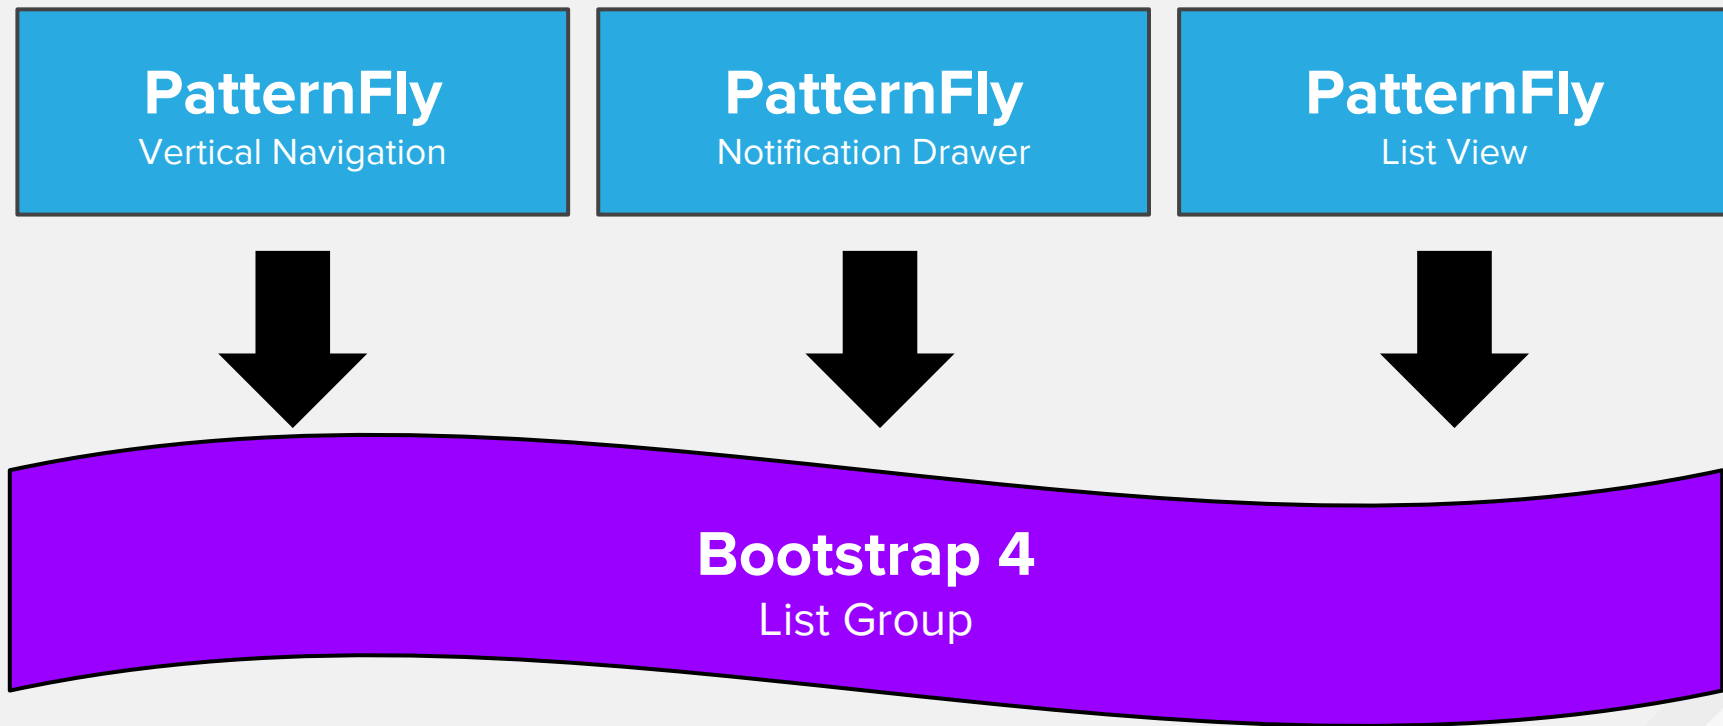 PatternFly
Vertical Navigation
PatternFly
Notification Drawer
PatternFly
List View
Bootstrap 4
List Group